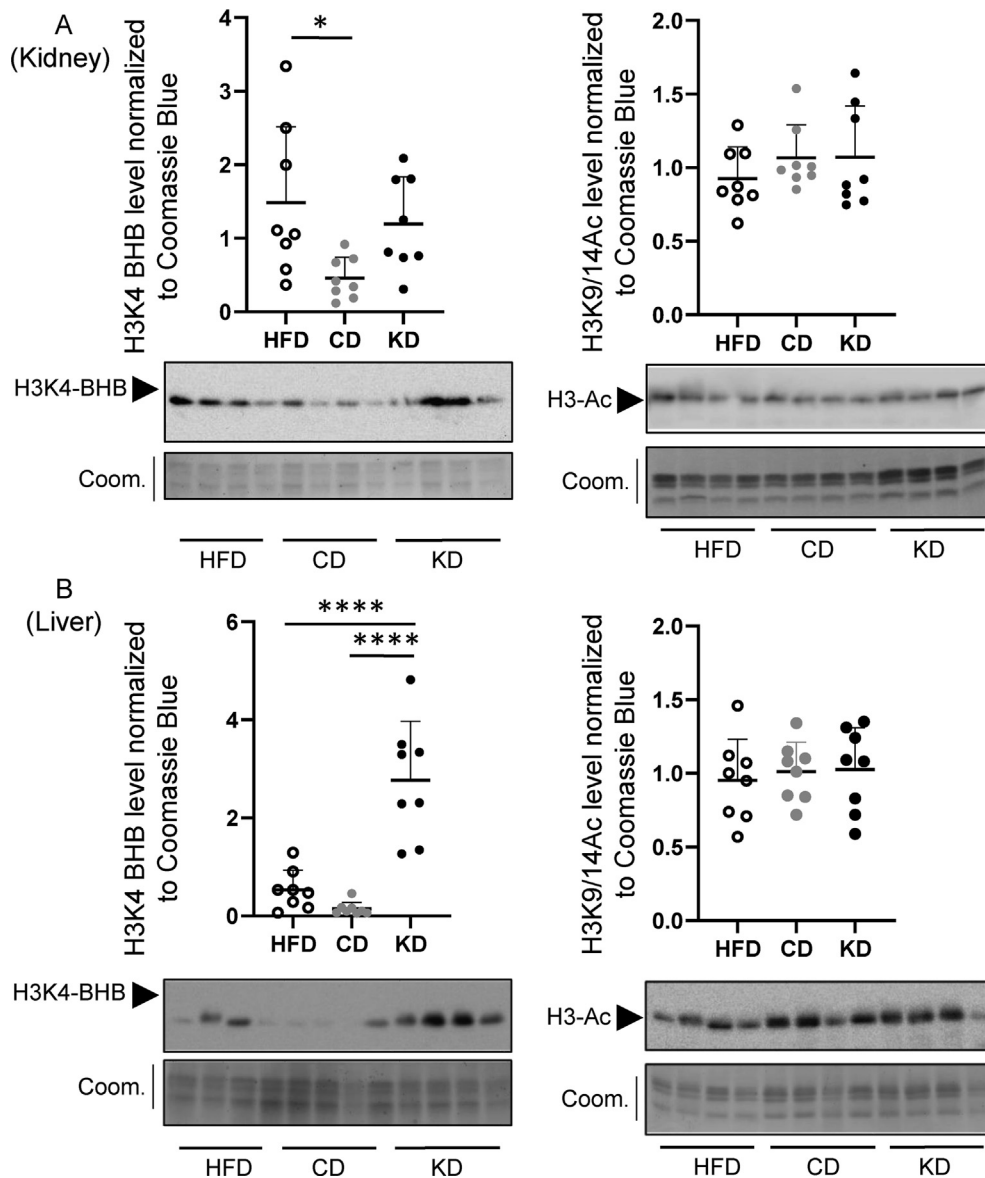 A
(Kidney)
H3K4 BHB level normalized
to Coomassie Blue
4
3
2
1
0
*
HFD CD KD
H3K9/14Ac level normalized
to Coomassie Blue
2.0
1.5
1.0
0.5
0.0
HFD CD KD
H3K4-BHB
Coom.
HFD CD KD
H3-Ac
Coom.
HFD CD KD
B
(Liver)
H3K4 BHB level normalized
to Coomassie Blue
6
4
2
0
****
****
HFD CD KD
H3K9/14Ac level normalized
to Coomassie Blue
2.0
1.5
1.0
0.5
0.0
HFD CD KD
H3K4-BHB
Coom.
HFD CD KD
H3-Ac
Coom.
HFD CD KD